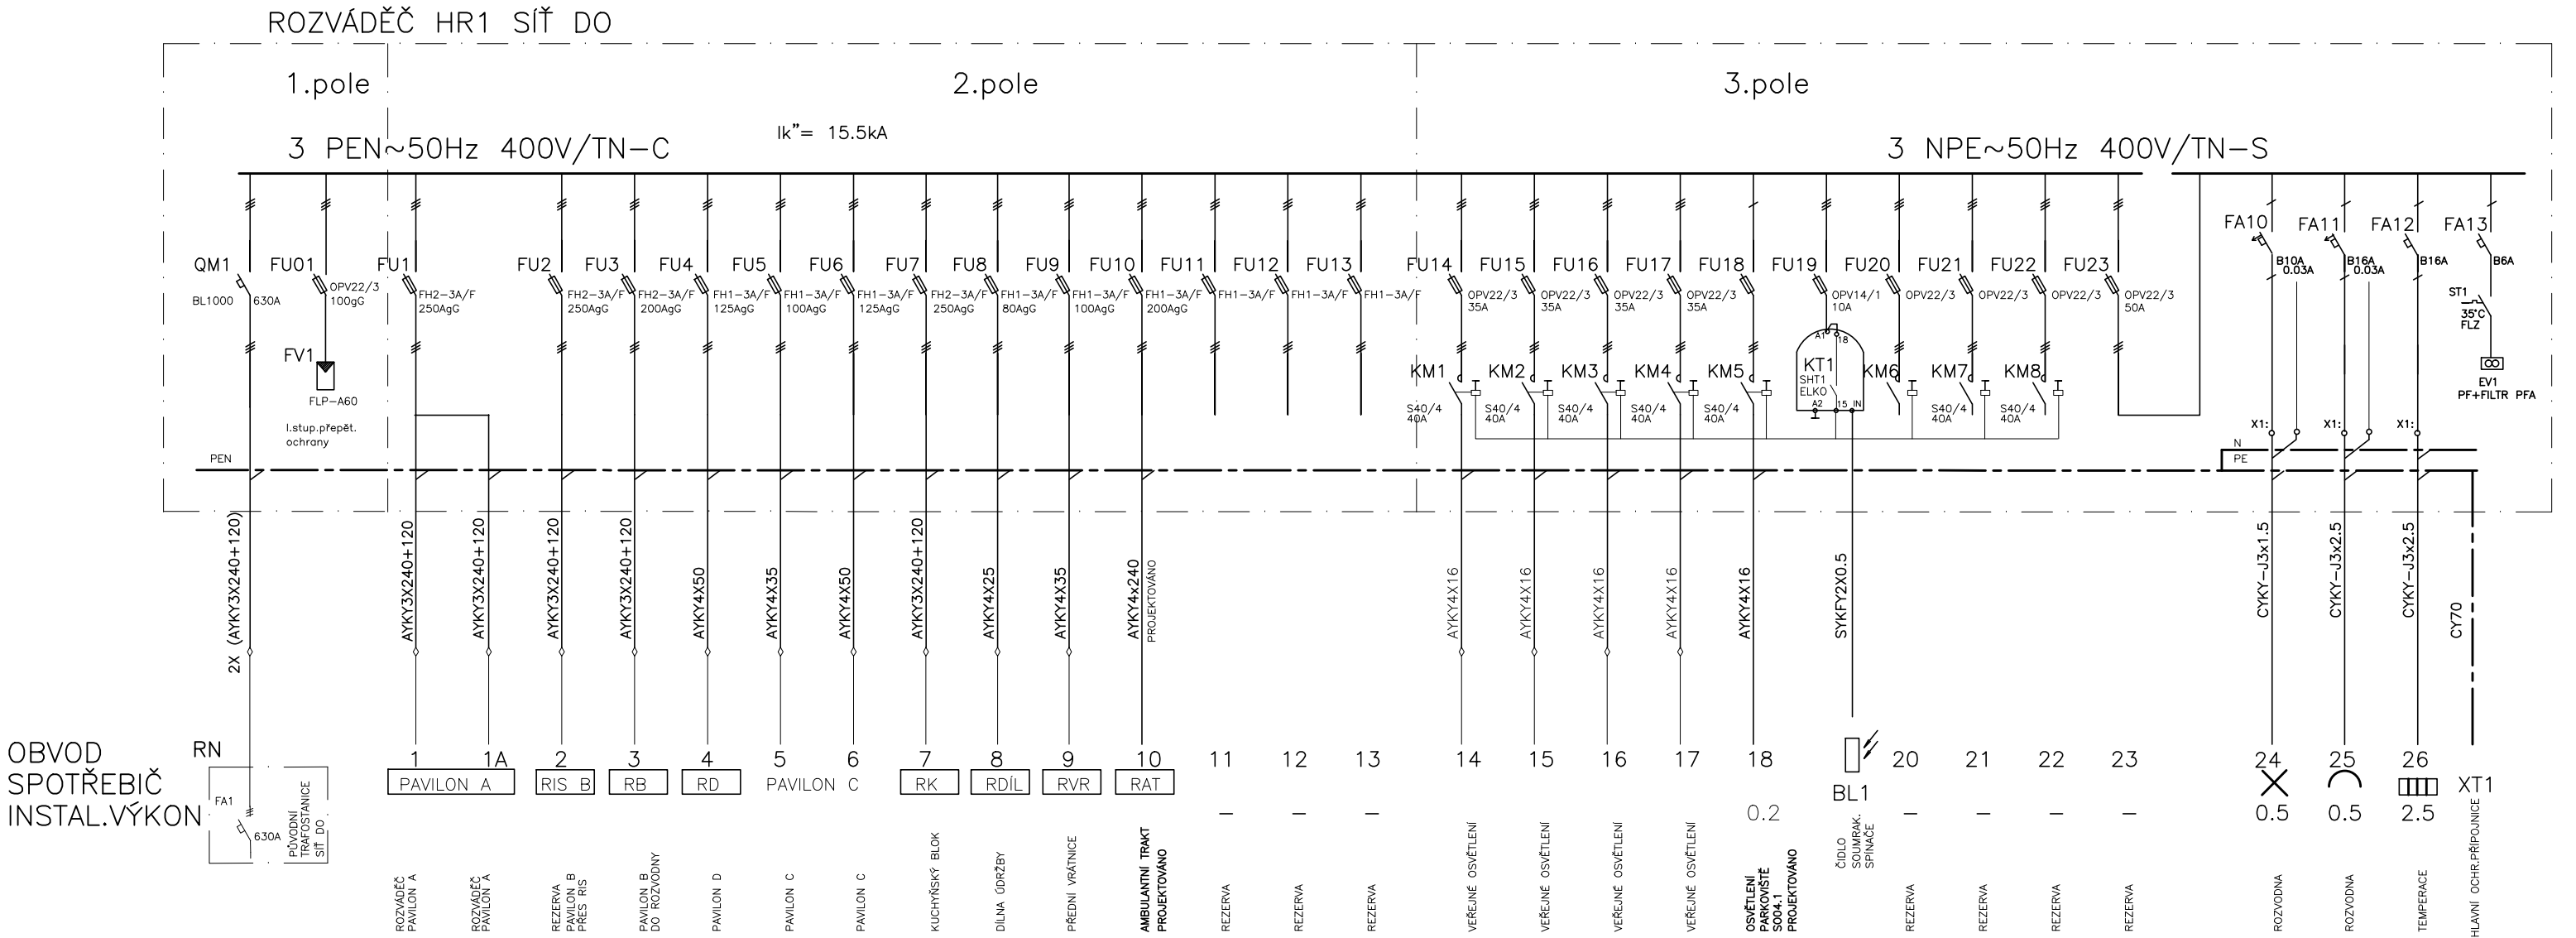 ROZVÁDĚČ HR1 SÍŤ DO
1.pole
2.pole
3.pole
Ik"= 15.5kA
3 PEN~50Hz 400V/TN-C
3 NPE~50Hz 400V/TN-S
QM1
BL1000
630A
FU01
OPV22/3
100gG
FV1
FLP-A60
I.stup.přepět.
ochrany
FU1
FH2-3A/F
250AgG
FU2
FH2-3A/F
250AgG
FU3
FH2-3A/F
200AgG
FU4
FH1-3A/F
125AgG
FU5
FH1-3A/F
100AgG
FU6
FH1-3A/F
125AgG
FU7
FH2-3A/F
250AgG
FU8
FH1-3A/F
80AgG
FU9
FH1-3A/F
100AgG
FU10
FH1-3A/F
200AgG
FU11
FH1-3A/F
FU12
FH1-3A/F
FU13
FH1-3A/F
FU14
OPV22/3
35A
FU15
OPV22/3
35A
FU16
OPV22/3
35A
FU17
OPV22/3
35A
FU18
OPV22/3
35A
FU19
OPV14/1
10A
FU20
OPV22/3
FU21
OPV22/3
FU22
OPV22/3
FU23
OPV22/3
50A
FA10
B10A
0.03A
FA11
B16A
0.03A
FA12
B16A
FA13
B6A
ST1
35°C
FLZ
EV1
PF+FILTR PFA
KM1
S40/4
40A
KM2
S40/4
40A
KM3
S40/4
40A
KM4
S40/4
40A
KM5
S40/4
40A
A1
18
KT1
SHT1
ELKO
A2
15
IN
KM6
S40/4
40A
KM7
S40/4
40A
KM8
S40/4
40A
X1:
X1:
X1:
PEN
N
PE
2X (AYKY3X240+120)
AYKY3X240+120
AYKY3X240+120
AYKY3X240+120
AYKY3X240+120
AYKY4X50
AYKY4X35
AYKY4X50
AYKY3X240+120
AYKY4X25
AYKY4X35
AYKY4x240
PROJEKTOVÁNO
AYKY4X16
AYKY4X16
AYKY4X16
AYKY4X16
AYKY4X16
SYKFY2X0.5
CYKY-J3x1.5
CYKY-J3x2.5
CYKY-J3x2.5
CY70
OBVOD
SPOTŘEBIČ
INSTAL.VÝKON
RN
FA1
630A
PŮVODNÍ
TRAFOSTANICE
SÍŤ DO
1 1A 2 3 4 5 6 7 8 9 10 11 12 13 14 15 16 17 18 20 21 22 23 24 25 26
PAVILON A
RIS B
RB
RD
PAVILON C
RK
RDÍL
RVR
RAT
BL1
XT1
– – – 0.2 – – – – 0.5 0.5 2.5
ROZVÁDĚČ
PAVILON A
ROZVÁDĚČ
PAVILON A
REZERVA
PAVILON B
PŘES RIS
PAVILON B
DO ROZVODNY
PAVILON D
PAVILON C
PAVILON C
KUCHYŇSKÝ BLOK
DÍLNA ÚDRŽBY
PŘEDNÍ VRÁTNICE
AMBULANTNÍ TRAKT
PROJEKTOVÁNO
REZERVA
REZERVA
REZERVA
VEŘEJNÉ OSVĚTLENÍ
VEŘEJNÉ OSVĚTLENÍ
VEŘEJNÉ OSVĚTLENÍ
VEŘEJNÉ OSVĚTLENÍ
OSVĚTLENÍ
PARKOVIŠTĚ
SO04.1
PROJEKTOVÁNO
ČIDLO
SOUMRAK.
SPÍNAČE
REZERVA
REZERVA
REZERVA
REZERVA
ROZVODNA
ROZVODNA
TEMPERACE
HLAVNÍ OCHR.PŘÍPOJNICE